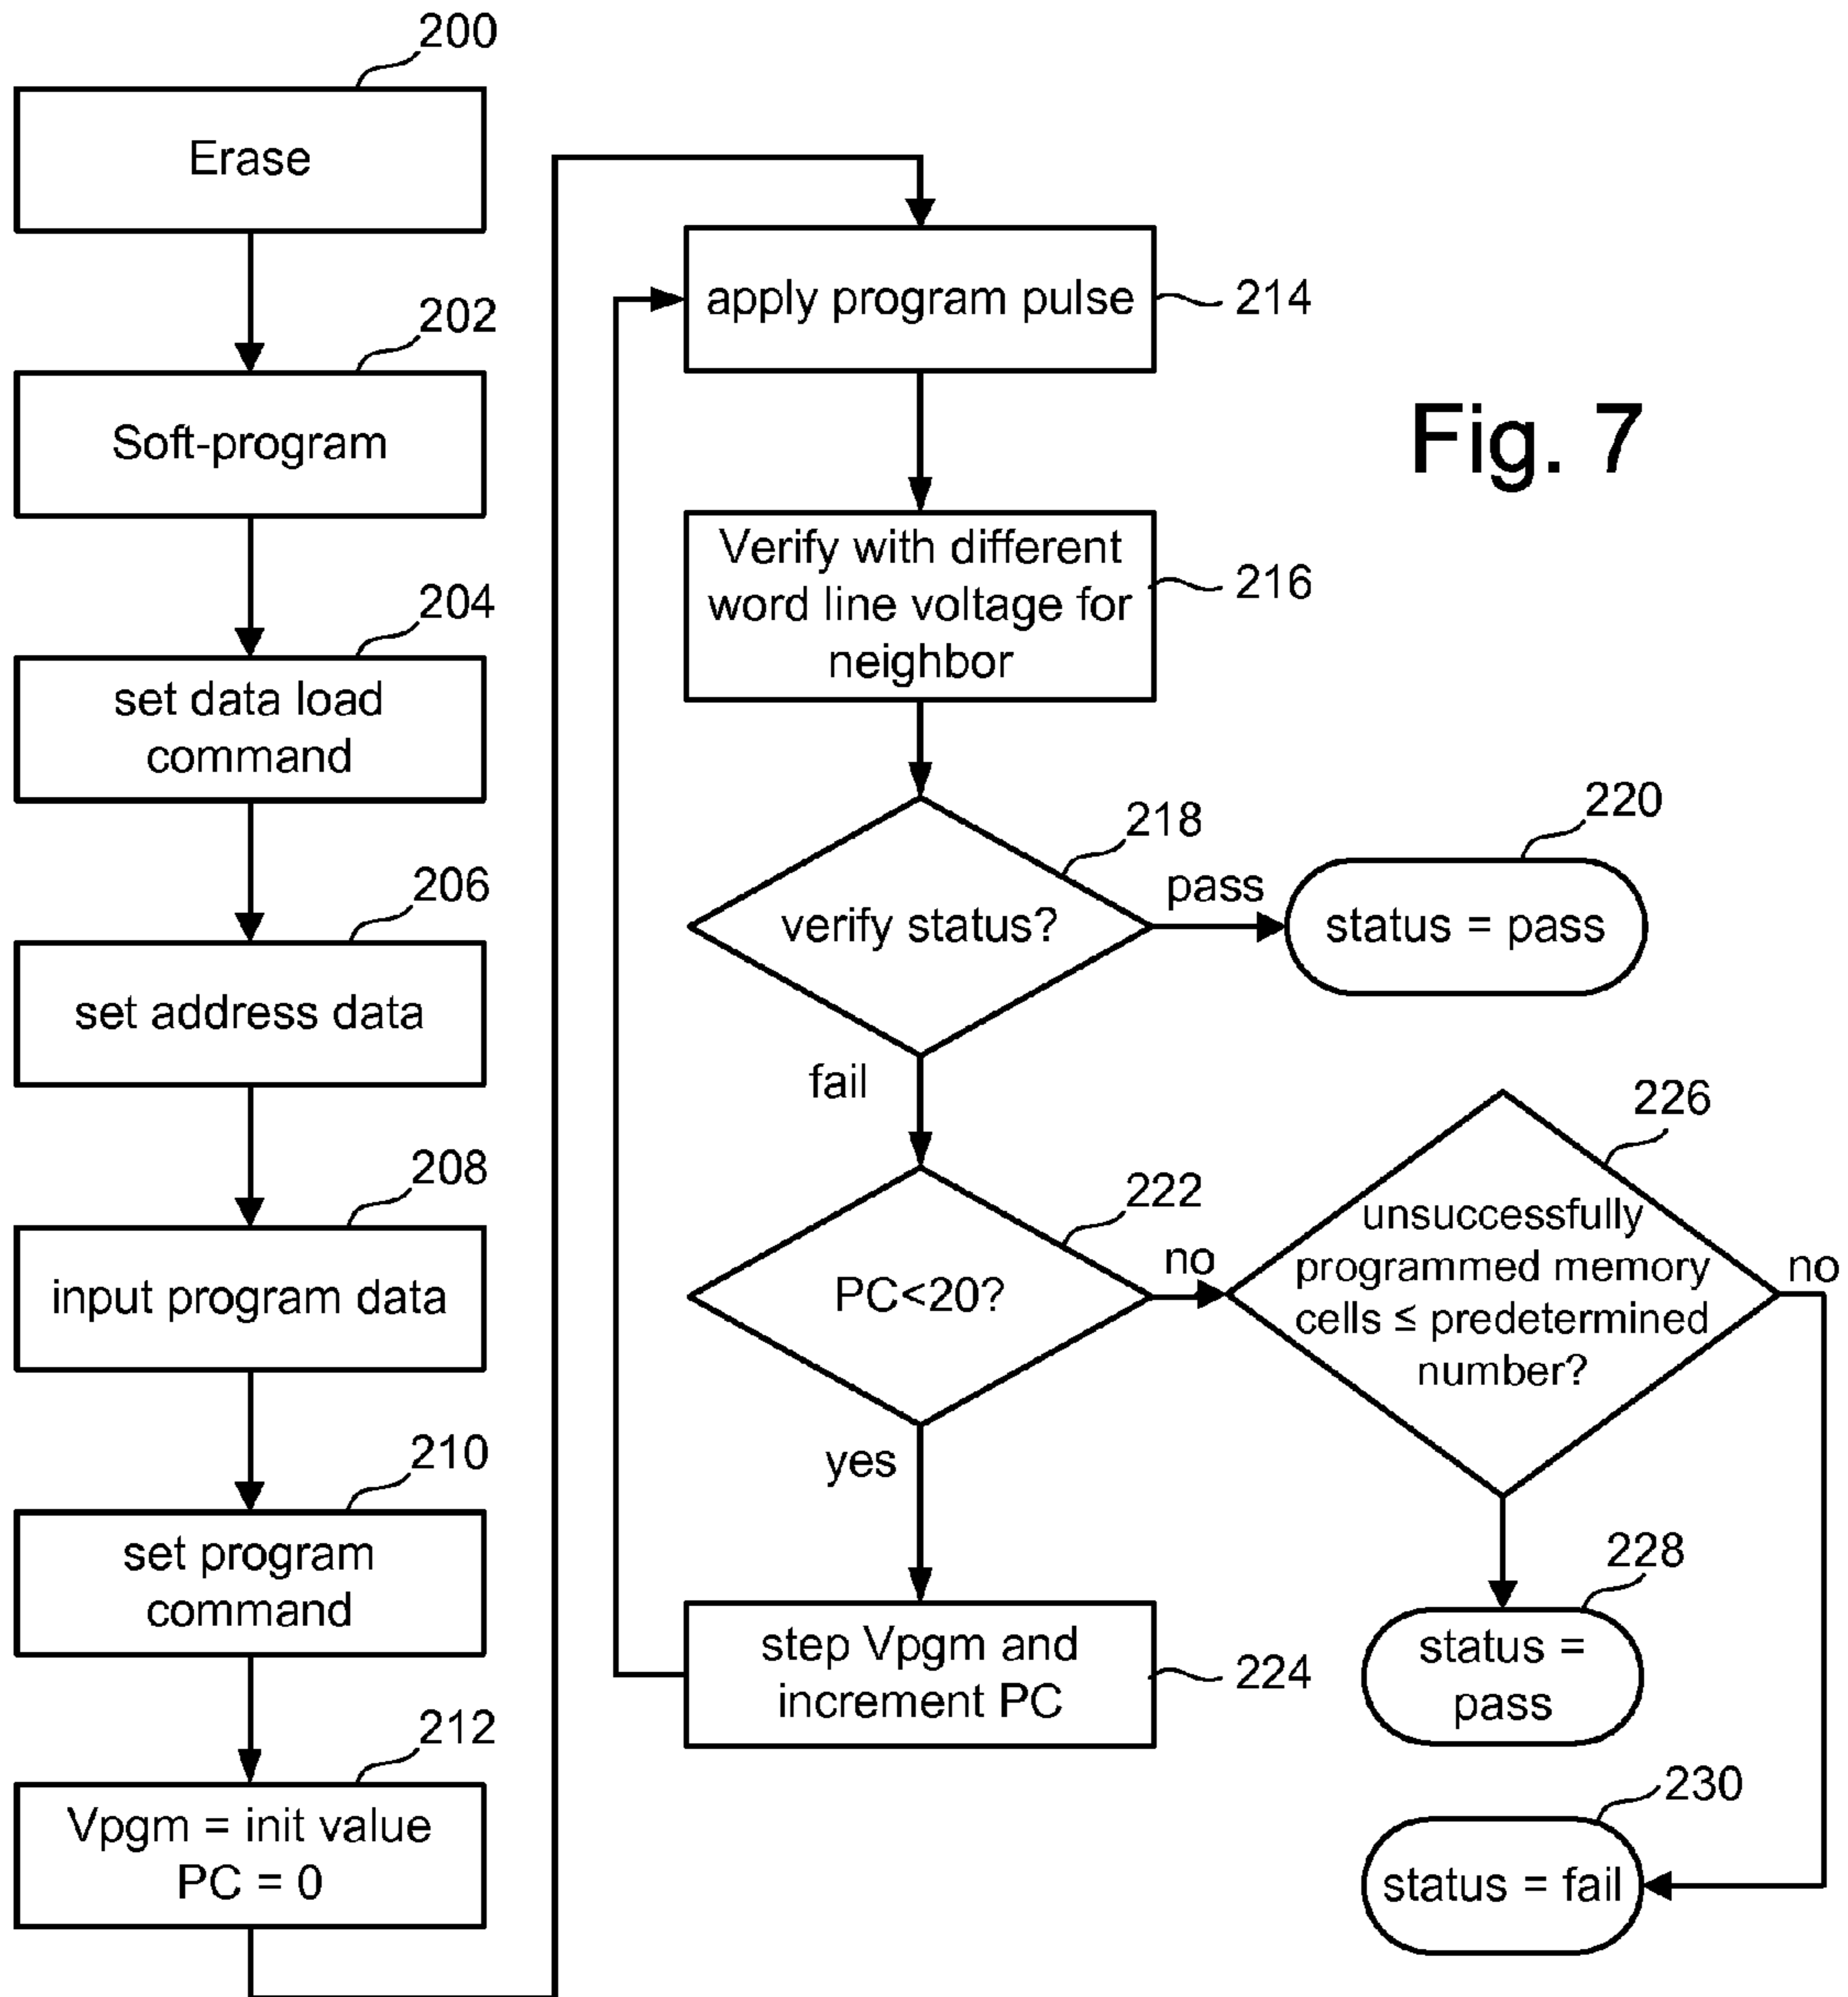 200
Erase
202
Soft-program
204
set data load
command
206
set address data
208
input program data
210
set program
command
212
Vpgm = init value
PC = 0
apply program pulse
214
Fig. 7
Verify with different
word line voltage for
neighbor
216
218
verify status?
pass
220
status = pass
fail
222
PC<20?
no
226
unsuccessfully
programmed memory
cells ≤ predetermined
number?
no
yes
step Vpgm and
increment PC
224
228
status =
pass
230
status = fail